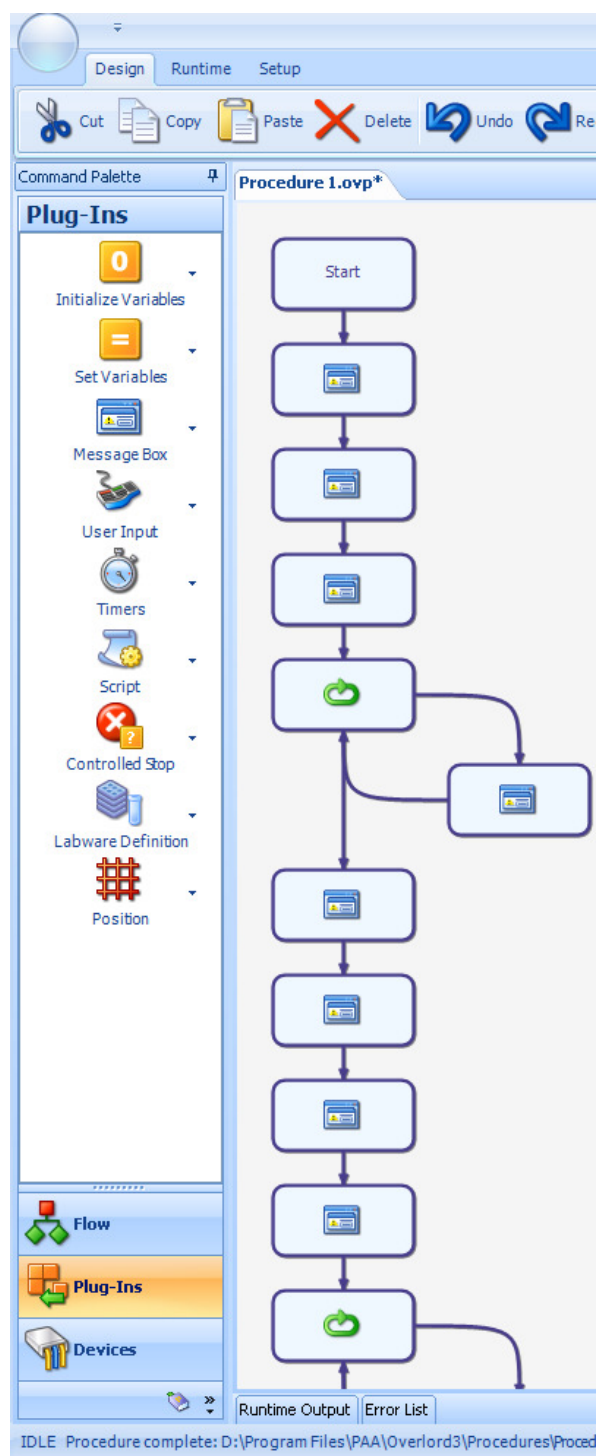 Design Runtime Setup
Cut Copy Paste Delete Undo Re
Command Palette
Procedure 1.ovp*
Plug-Ins
0
Initialize Variables
=
Set Variables
Message Box
User Input
Timers
Script
?
Controlled Stop
Labware Definition
Position
Flow
Plug-Ins
Devices
Start
Runtime Output Error List
IDLE Procedure complete: D:\Program Files\PAA\Overlord3\Procedures\Proced